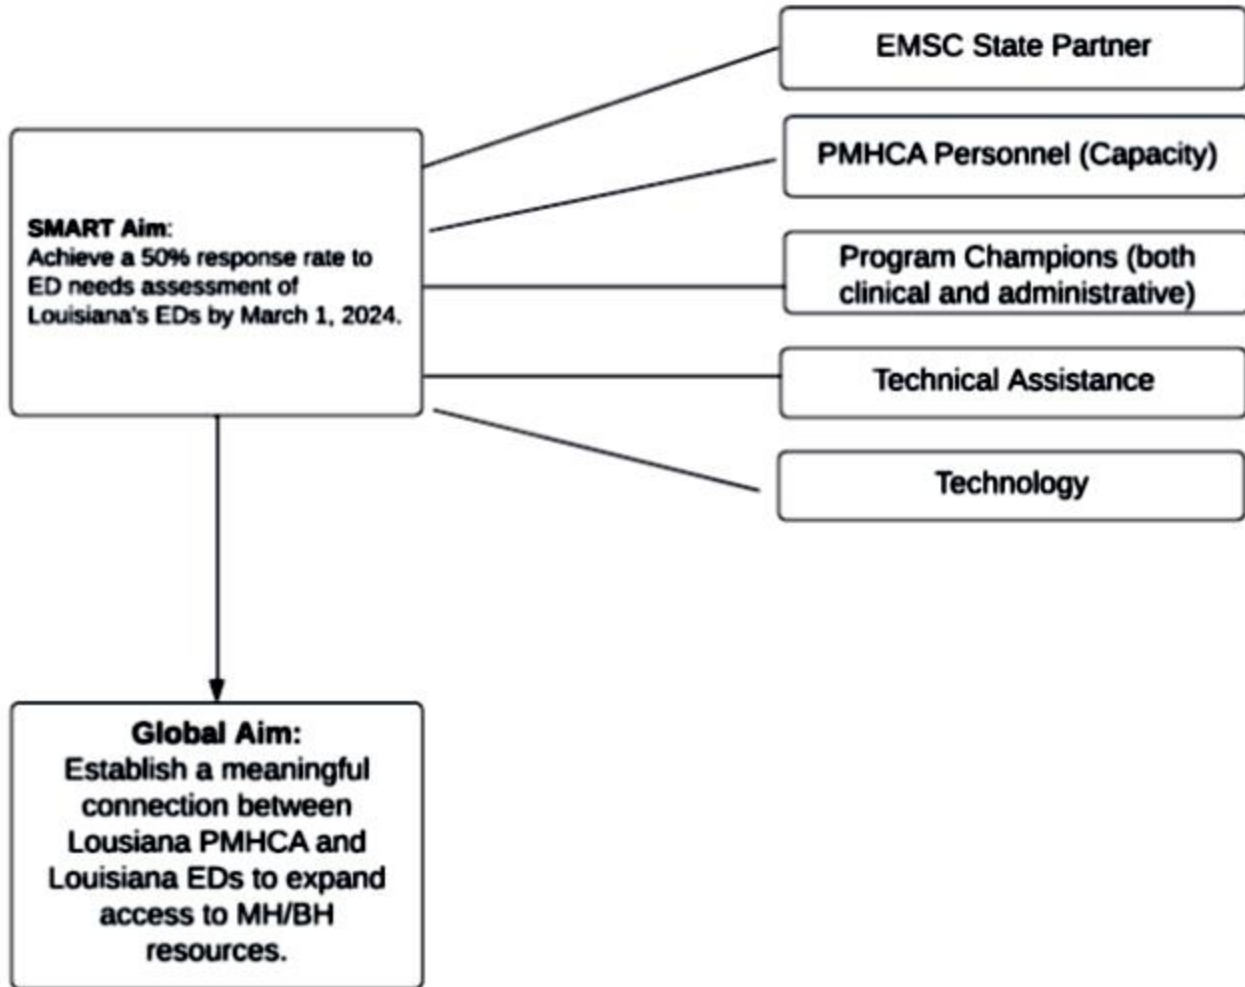 EMSC State Partner
PMHCA Personnel (Capacity)
SMART Aim:
Achieve a 50% response rate to
ED needs assessment of
Louisiana's EDs by March 1, 2024.
Program Champions (both
clinical and administrative)
Technical Assistance
Technology
Global Aim:
Establish a meaningful
connection between
Lousiana PMHCA and
Louisiana EDs to expand
access to MH/BH
resources.